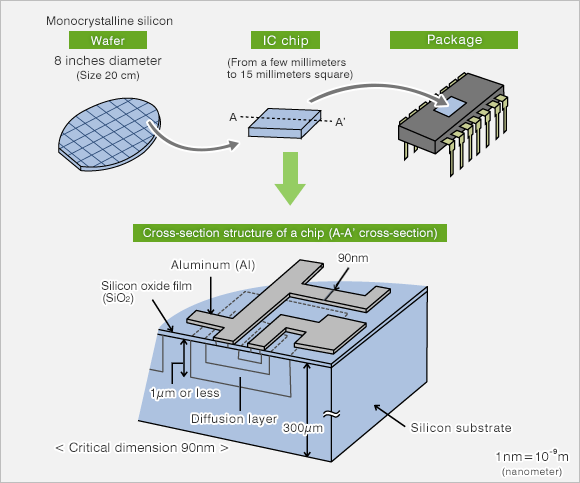 Monocrystalline silicon
Wafer
8 inches diameter
(Size 20 cm)
IC chip
(From a few millimeters
to 15 millimeters square)
Package
A
A'
Cross-section structure of a chip (A-A' cross-section)
90nm
Aluminum (Al)
Silicon oxide film
(SiO₂)
1μm or less
Diffusion layer
300μm
Silicon substrate
< Critical dimension 90nm >
1nm=10⁻⁹m
(nanometer)